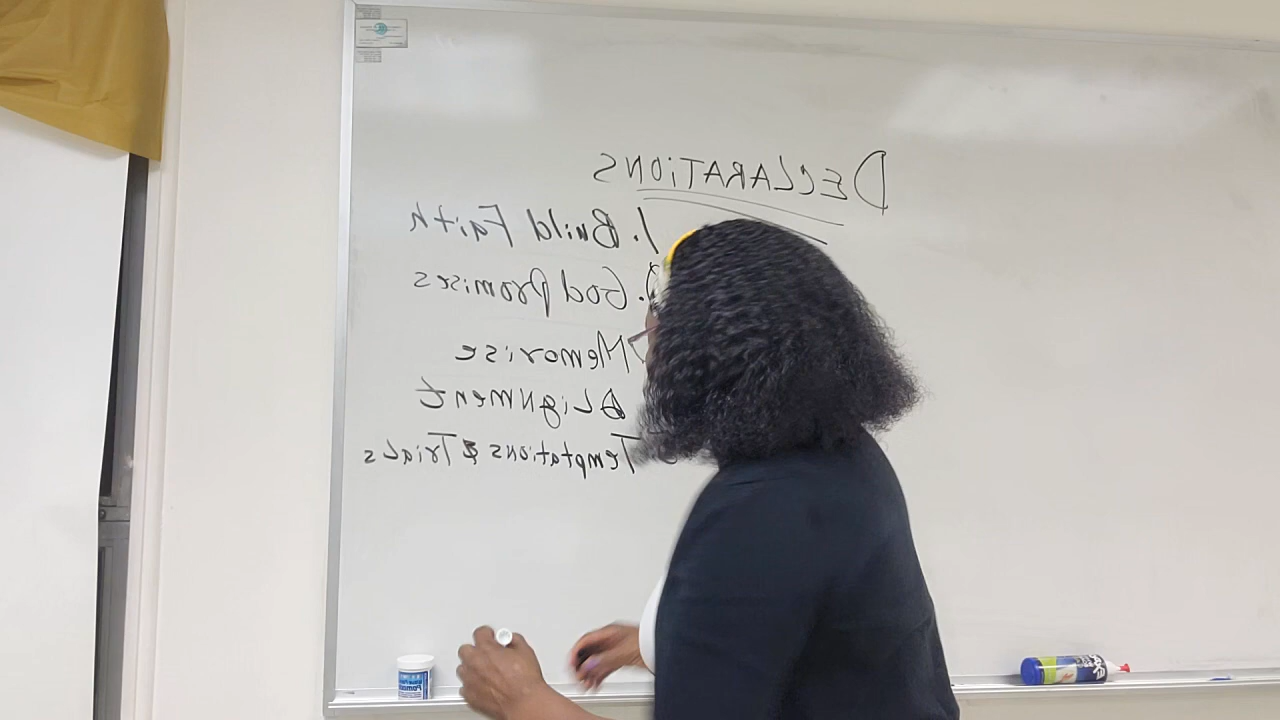 DECLARATIONS
1. Build Faith
. God Promises
Memorise
ALignment
Temptations & TriaLs